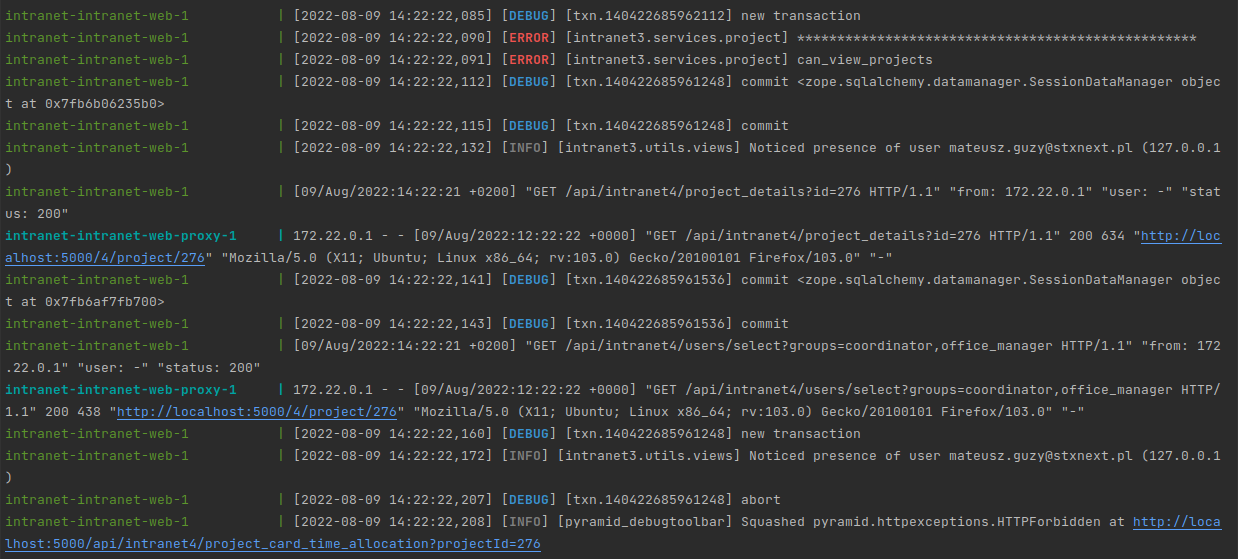 intranet-intranet-web-1 | [2022-08-09 14:22:22,085] [DEBUG] [txn.140422685962112] new transaction
intranet-intranet-web-1 | [2022-08-09 14:22:22,090] [ERROR] [intranet3.services.project] **************************************************
intranet-intranet-web-1 | [2022-08-09 14:22:22,091] [ERROR] [intranet3.services.project] can_view_projects
intranet-intranet-web-1 | [2022-08-09 14:22:22,112] [DEBUG] [txn.140422685961248] commit <zope.sqlalchemy.datamanager.SessionDataManager objec
t at 0x7fb6b06235b0>
intranet-intranet-web-1 | [2022-08-09 14:22:22,115] [DEBUG] [txn.140422685961248] commit
intranet-intranet-web-1 | [2022-08-09 14:22:22,132] [INFO] [intranet3.utils.views] Noticed presence of user mateusz.guzy@stxnext.pl (127.0.0.1
)
intranet-intranet-web-1 | [09/Aug/2022:14:22:21 +0200] "GET /api/intranet4/project_details?id=276 HTTP/1.1" "from: 172.22.0.1" "user: -" "stat
us: 200"
intranet-intranet-web-proxy-1 | 172.22.0.1 - - [09/Aug/2022:12:22:22 +0000] "GET /api/intranet4/project_details?id=276 HTTP/1.1" 200 634 "http://loc
alhost:5000/4/project/276" "Mozilla/5.0 (X11; Ubuntu; Linux x86_64; rv:103.0) Gecko/20100101 Firefox/103.0" "-"
intranet-intranet-web-1 | [2022-08-09 14:22:22,141] [DEBUG] [txn.140422685961536] commit <zope.sqlalchemy.datamanager.SessionDataManager objec
t at 0x7fb6af7fb700>
intranet-intranet-web-1 | [2022-08-09 14:22:22,143] [DEBUG] [txn.140422685961536] commit
intranet-intranet-web-1 | [09/Aug/2022:14:22:21 +0200] "GET /api/intranet4/users/select?groups=coordinator,office_manager HTTP/1.1" "from: 172
.22.0.1" "user: -" "status: 200"
intranet-intranet-web-proxy-1 | 172.22.0.1 - - [09/Aug/2022:12:22:22 +0000] "GET /api/intranet4/users/select?groups=coordinator,office_manager HTTP/
1.1" 200 438 "http://localhost:5000/4/project/276" "Mozilla/5.0 (X11; Ubuntu; Linux x86_64; rv:103.0) Gecko/20100101 Firefox/103.0" "-"
intranet-intranet-web-1 | [2022-08-09 14:22:22,160] [DEBUG] [txn.140422685961248] new transaction
intranet-intranet-web-1 | [2022-08-09 14:22:22,172] [INFO] [intranet3.utils.views] Noticed presence of user mateusz.guzy@stxnext.pl (127.0.0.1
)
intranet-intranet-web-1 | [2022-08-09 14:22:22,207] [DEBUG] [txn.140422685961248] abort
intranet-intranet-web-1 | [2022-08-09 14:22:22,208] [INFO] [pyramid_debugtoolbar] Squashed pyramid.httpexceptions.HTTPForbidden at http://loca
lhost:5000/api/intranet4/project_card_time_allocation?projectId=276